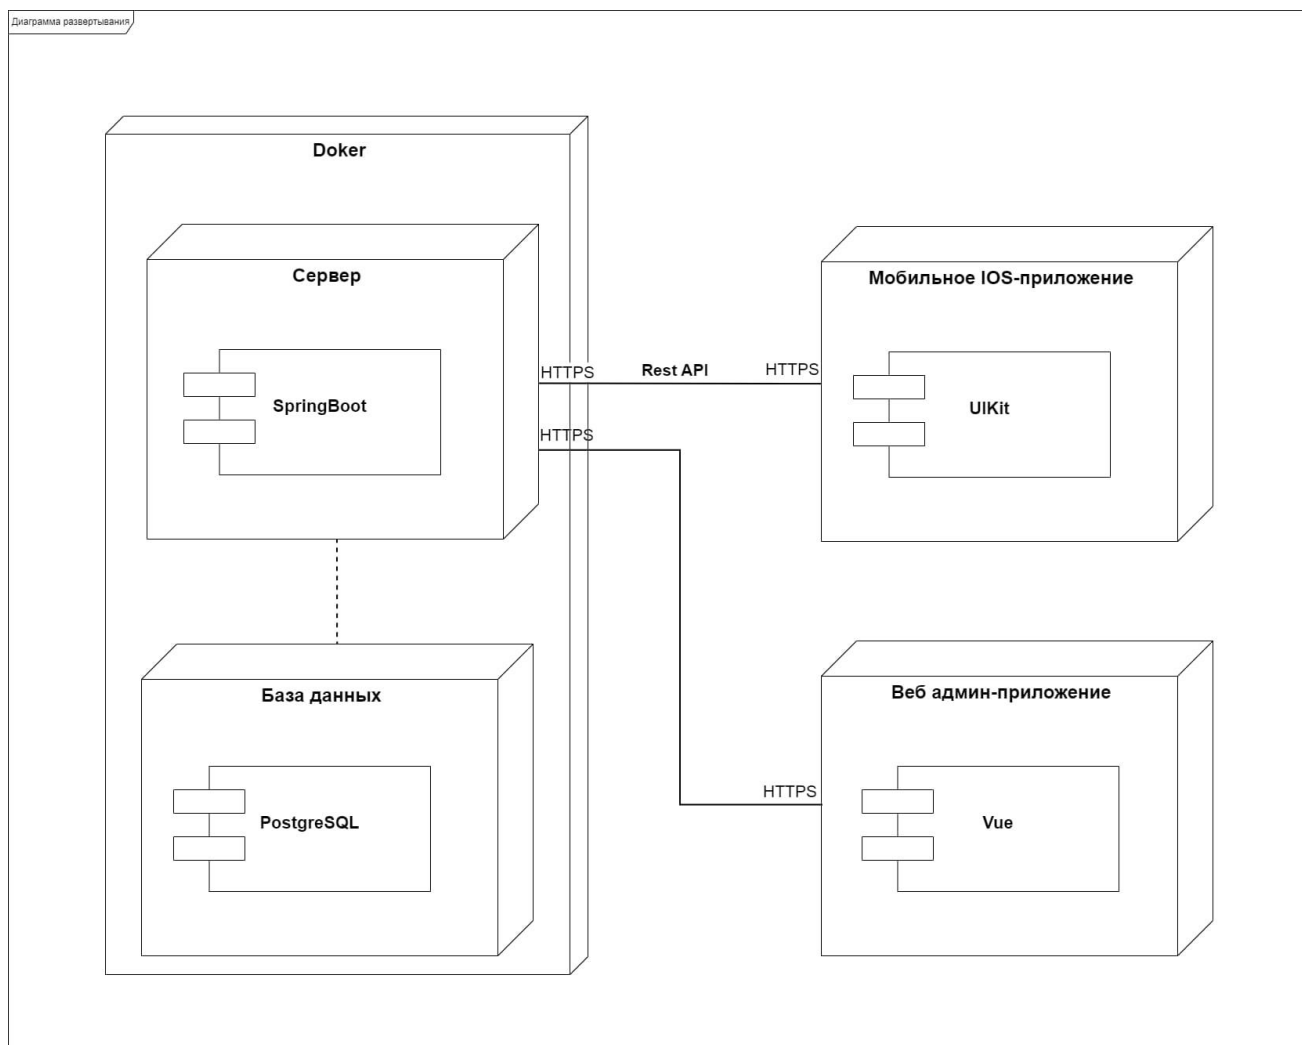 Диаграмма развертывания
Doker
Сервер
SpringBoot
HTTPS
Rest API
HTTPS
Мобильное IOS-приложение
UIKit
HTTPS
База данных
PostgreSQL
HTTPS
Веб админ-приложение
Vue